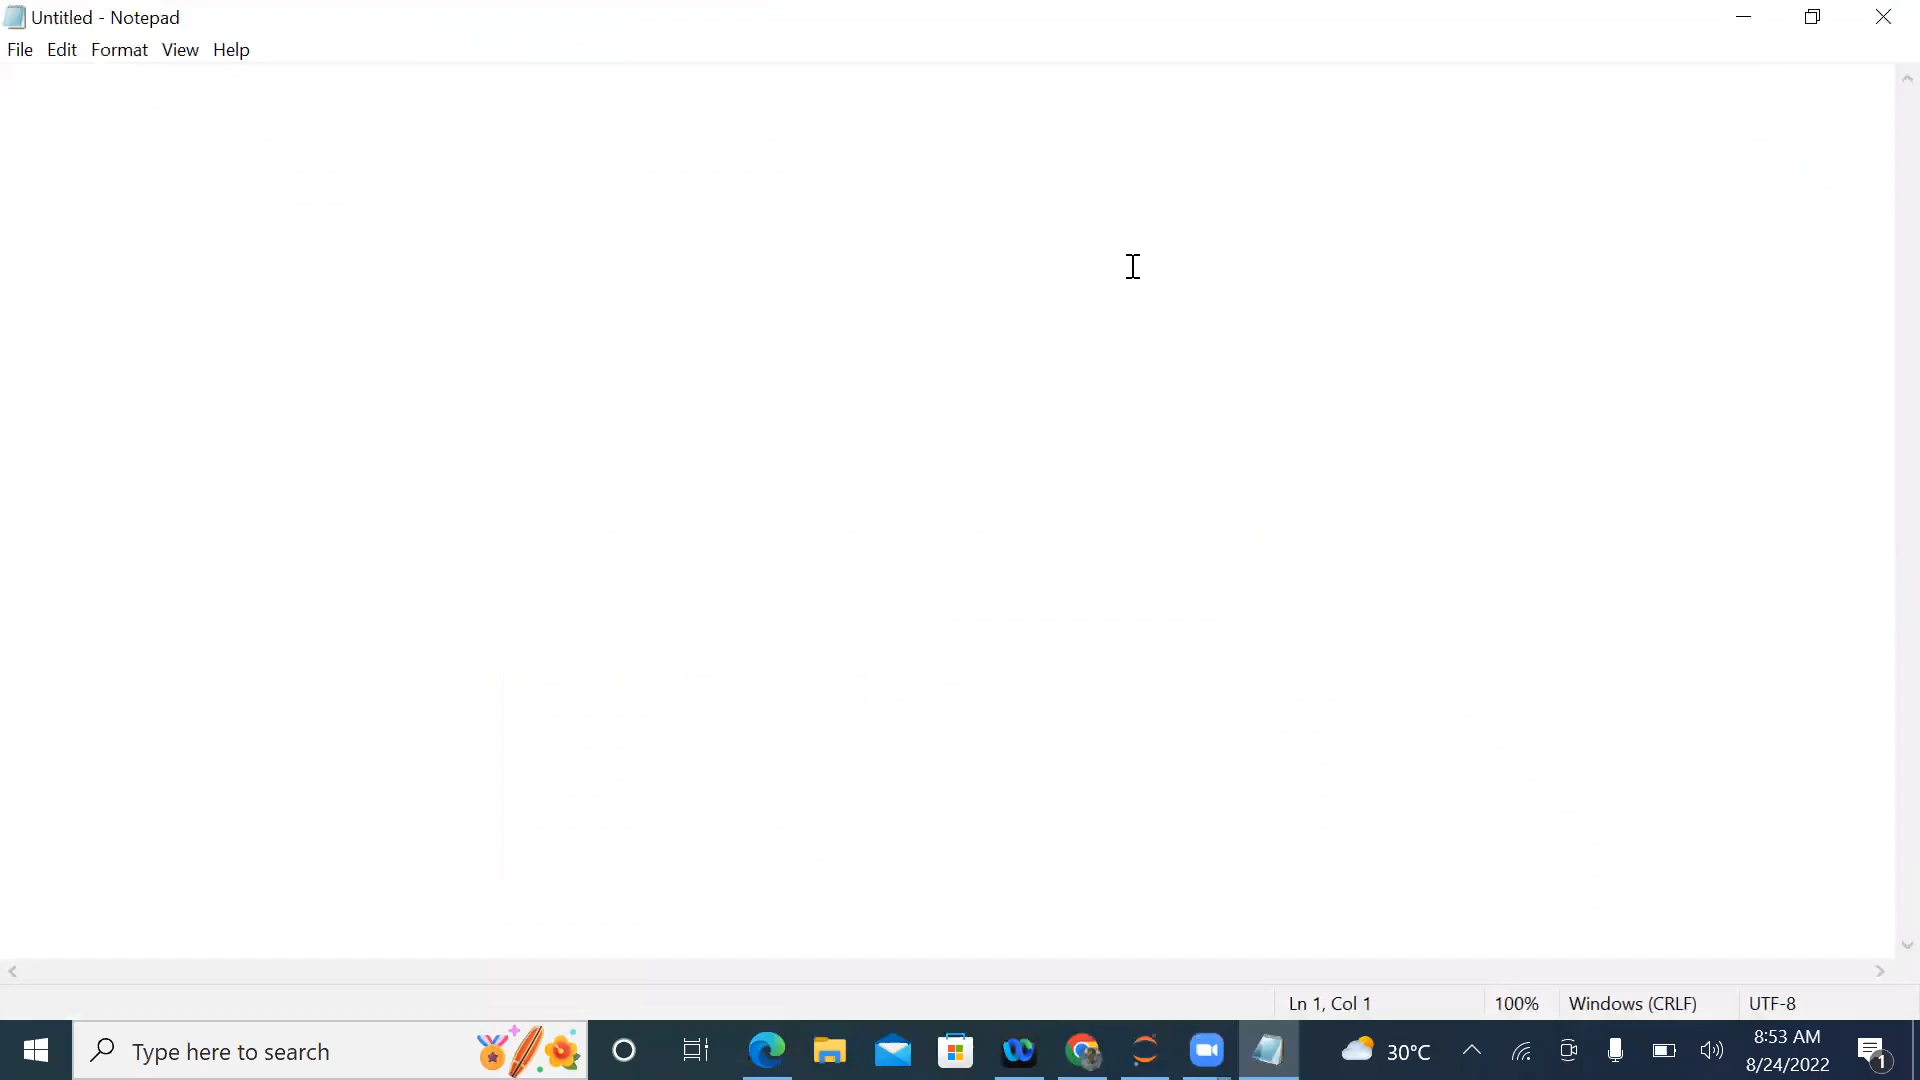 Untitled - Notepad
File Edit Format View Help
Ln 1, Col 1 100% Windows (CRLF) UTF-8
Type here to search
30°C
8:53 AM
8/24/2022
1